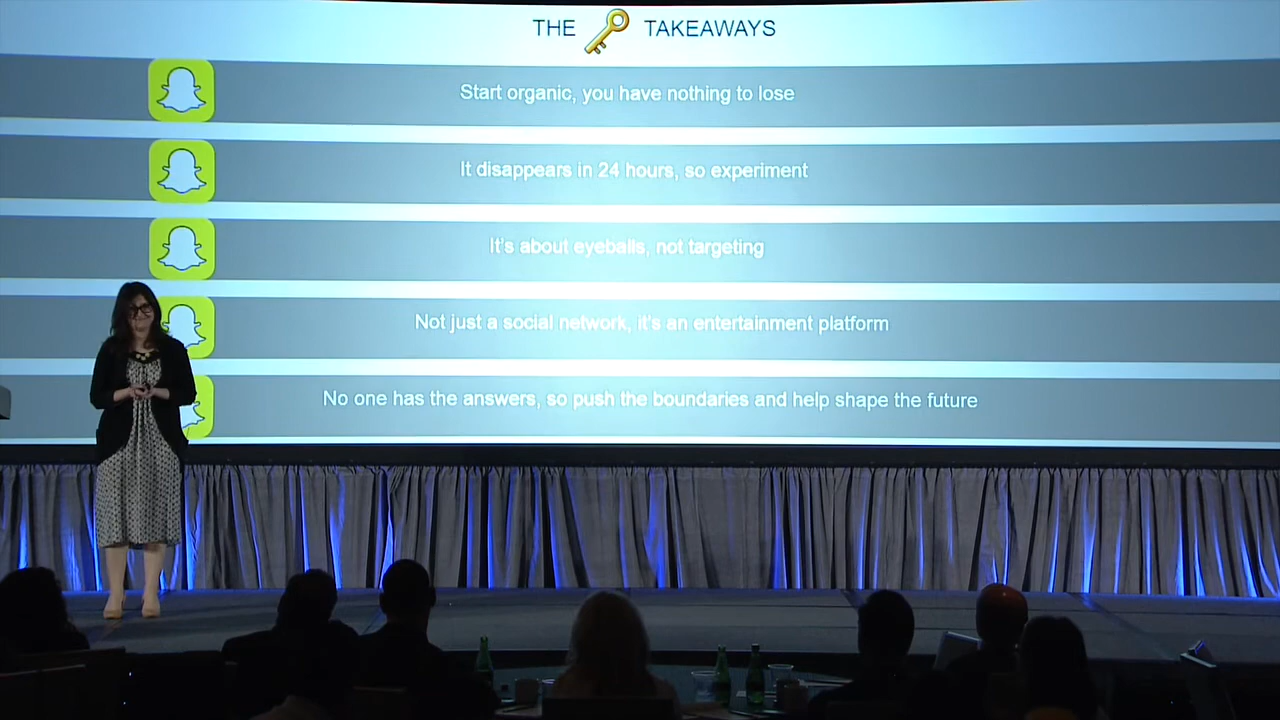 THE TAKEAWAYS
Start organic, you have nothing to lose
It disappears in 24 hours, so experiment
It's about eyeballs, not targeting
Not just a social network, it's an entertainment platform
No one has the answers, so push the boundaries and help shape the future